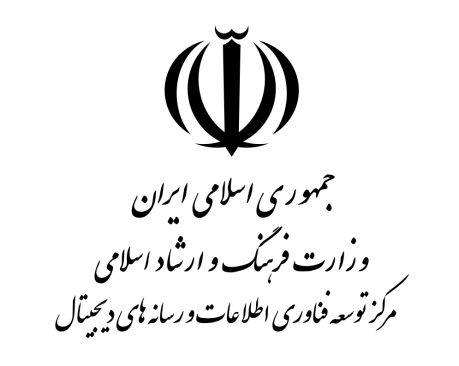 جمهوری اسلامی ایران
وزارت فرهنگ و ارشاد اسلامی
مرکز توسعه فناوری اطلاعات و رسانه های دیجیتال